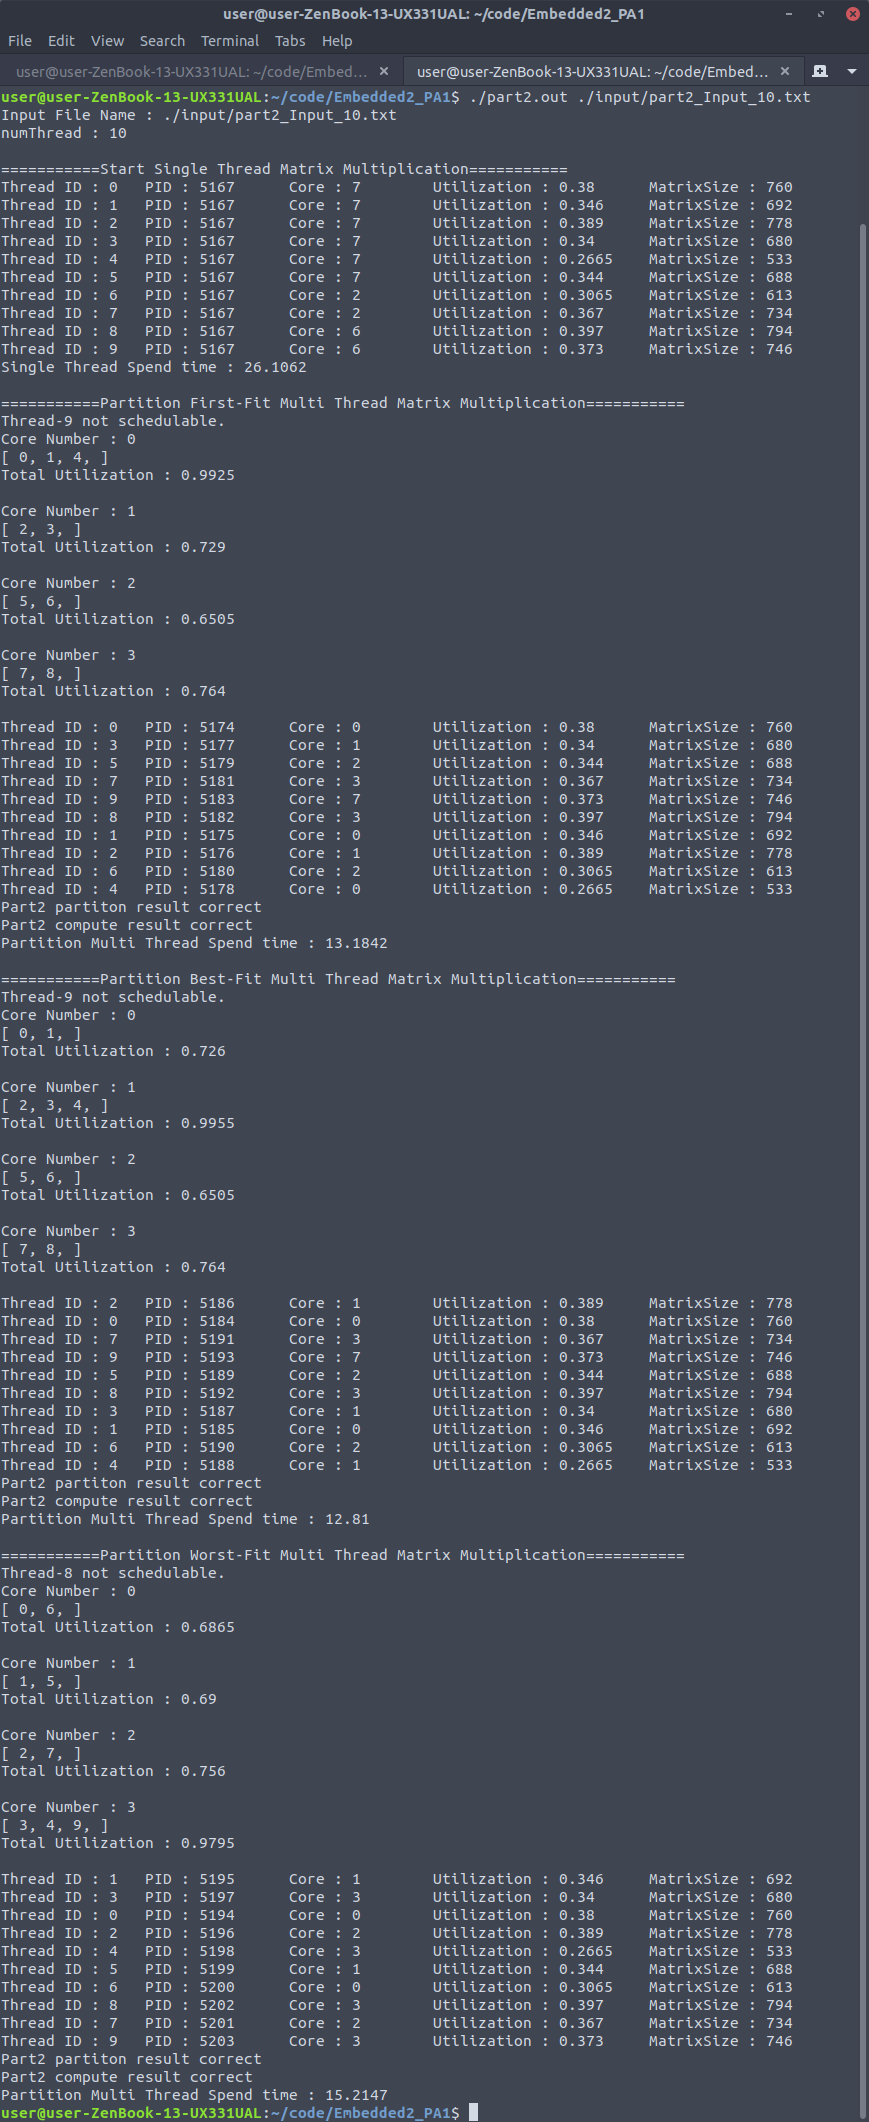 user@user-ZenBook-13-UX331UAL: ~/code/Embedded2_PA1
File Edit View Search Terminal Tabs Help
user@user-ZenBook-13-UX331UAL: ~/code/Embed... user@user-ZenBook-13-UX331UAL: ~/code/Embed...
user@user-ZenBook-13-UX331UAL:~/code/Embedded2_PA1$ ./part2.out ./input/part2_Input_10.txt
Input File Name : ./input/part2_Input_10.txt
numThread : 10
===========Start Single Thread Matrix Multiplication===========
Thread ID : 0 PID : 5167 Core : 7 Utilization : 0.38 MatrixSize : 760
Thread ID : 1 PID : 5167 Core : 7 Utilization : 0.346 MatrixSize : 692
Thread ID : 2 PID : 5167 Core : 7 Utilization : 0.389 MatrixSize : 778
Thread ID : 3 PID : 5167 Core : 7 Utilization : 0.34 MatrixSize : 680
Thread ID : 4 PID : 5167 Core : 7 Utilization : 0.2665 MatrixSize : 533
Thread ID : 5 PID : 5167 Core : 7 Utilization : 0.344 MatrixSize : 688
Thread ID : 6 PID : 5167 Core : 2 Utilization : 0.3065 MatrixSize : 613
Thread ID : 7 PID : 5167 Core : 2 Utilization : 0.367 MatrixSize : 734
Thread ID : 8 PID : 5167 Core : 6 Utilization : 0.397 MatrixSize : 794
Thread ID : 9 PID : 5167 Core : 6 Utilization : 0.373 MatrixSize : 746
Single Thread Spend time : 26.1062
===========Partition First-Fit Multi Thread Matrix Multiplication===========
Thread-9 not schedulable.
Core Number : 0
[ 0, 1, 4, ]
Total Utilization : 0.9925
Core Number : 1
[ 2, 3, ]
Total Utilization : 0.729
Core Number : 2
[ 5, 6, ]
Total Utilization : 0.6505
Core Number : 3
[ 7, 8, ]
Total Utilization : 0.764
Thread ID : 0 PID : 5174 Core : 0 Utilization : 0.38 MatrixSize : 760
Thread ID : 3 PID : 5177 Core : 1 Utilization : 0.34 MatrixSize : 680
Thread ID : 5 PID : 5179 Core : 2 Utilization : 0.344 MatrixSize : 688
Thread ID : 7 PID : 5181 Core : 3 Utilization : 0.367 MatrixSize : 734
Thread ID : 9 PID : 5183 Core : 7 Utilization : 0.373 MatrixSize : 746
Thread ID : 8 PID : 5182 Core : 3 Utilization : 0.397 MatrixSize : 794
Thread ID : 1 PID : 5175 Core : 0 Utilization : 0.346 MatrixSize : 692
Thread ID : 2 PID : 5176 Core : 1 Utilization : 0.389 MatrixSize : 778
Thread ID : 6 PID : 5180 Core : 2 Utilization : 0.3065 MatrixSize : 613
Thread ID : 4 PID : 5178 Core : 0 Utilization : 0.2665 MatrixSize : 533
Part2 partiton result correct
Part2 compute result correct
Partition Multi Thread Spend time : 13.1842
===========Partition Best-Fit Multi Thread Matrix Multiplication===========
Thread-9 not schedulable.
Core Number : 0
[ 0, 1, ]
Total Utilization : 0.726
Core Number : 1
[ 2, 3, 4, ]
Total Utilization : 0.9955
Core Number : 2
[ 5, 6, ]
Total Utilization : 0.6505
Core Number : 3
[ 7, 8, ]
Total Utilization : 0.764
Thread ID : 2 PID : 5186 Core : 1 Utilization : 0.389 MatrixSize : 778
Thread ID : 0 PID : 5184 Core : 0 Utilization : 0.38 MatrixSize : 760
Thread ID : 7 PID : 5191 Core : 3 Utilization : 0.367 MatrixSize : 734
Thread ID : 9 PID : 5193 Core : 7 Utilization : 0.373 MatrixSize : 746
Thread ID : 5 PID : 5189 Core : 2 Utilization : 0.344 MatrixSize : 688
Thread ID : 8 PID : 5192 Core : 3 Utilization : 0.397 MatrixSize : 794
Thread ID : 3 PID : 5187 Core : 1 Utilization : 0.34 MatrixSize : 680
Thread ID : 1 PID : 5185 Core : 0 Utilization : 0.346 MatrixSize : 692
Thread ID : 6 PID : 5190 Core : 2 Utilization : 0.3065 MatrixSize : 613
Thread ID : 4 PID : 5188 Core : 1 Utilization : 0.2665 MatrixSize : 533
Part2 partiton result correct
Part2 compute result correct
Partition Multi Thread Spend time : 12.81
===========Partition Worst-Fit Multi Thread Matrix Multiplication===========
Thread-8 not schedulable.
Core Number : 0
[ 0, 6, ]
Total Utilization : 0.6865
Core Number : 1
[ 1, 5, ]
Total Utilization : 0.69
Core Number : 2
[ 2, 7, ]
Total Utilization : 0.756
Core Number : 3
[ 3, 4, 9, ]
Total Utilization : 0.9795
Thread ID : 1 PID : 5195 Core : 1 Utilization : 0.346 MatrixSize : 692
Thread ID : 3 PID : 5197 Core : 3 Utilization : 0.34 MatrixSize : 680
Thread ID : 0 PID : 5194 Core : 0 Utilization : 0.38 MatrixSize : 760
Thread ID : 2 PID : 5196 Core : 2 Utilization : 0.389 MatrixSize : 778
Thread ID : 4 PID : 5198 Core : 3 Utilization : 0.2665 MatrixSize : 533
Thread ID : 5 PID : 5199 Core : 1 Utilization : 0.344 MatrixSize : 688
Thread ID : 6 PID : 5200 Core : 0 Utilization : 0.3065 MatrixSize : 613
Thread ID : 8 PID : 5202 Core : 3 Utilization : 0.397 MatrixSize : 794
Thread ID : 7 PID : 5201 Core : 2 Utilization : 0.367 MatrixSize : 734
Thread ID : 9 PID : 5203 Core : 3 Utilization : 0.373 MatrixSize : 746
Part2 partiton result correct
Part2 compute result correct
Partition Multi Thread Spend time : 15.2147
user@user-ZenBook-13-UX331UAL:~/code/Embedded2_PA1$